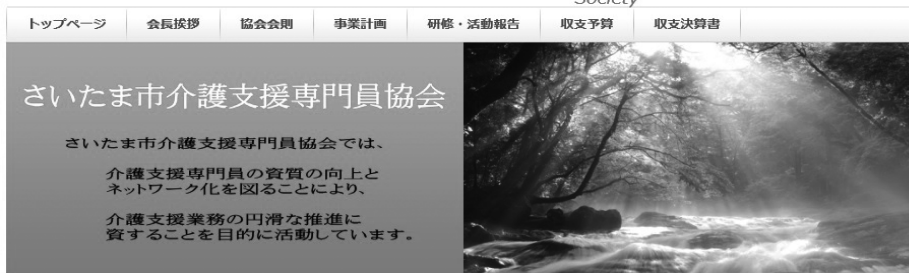 Society
トップページ 会長挨拶 協会会則 事業計画 研修・活動報告 収支予算 収支決算書
さいたま市介護支援専門員協会
さいたま市介護支援専門員協会では、
介護支援専門員の資質の向上と
ネットワーク化を図ることにより、
介護支援業務の円滑な推進に
資することを目的に活動しています。